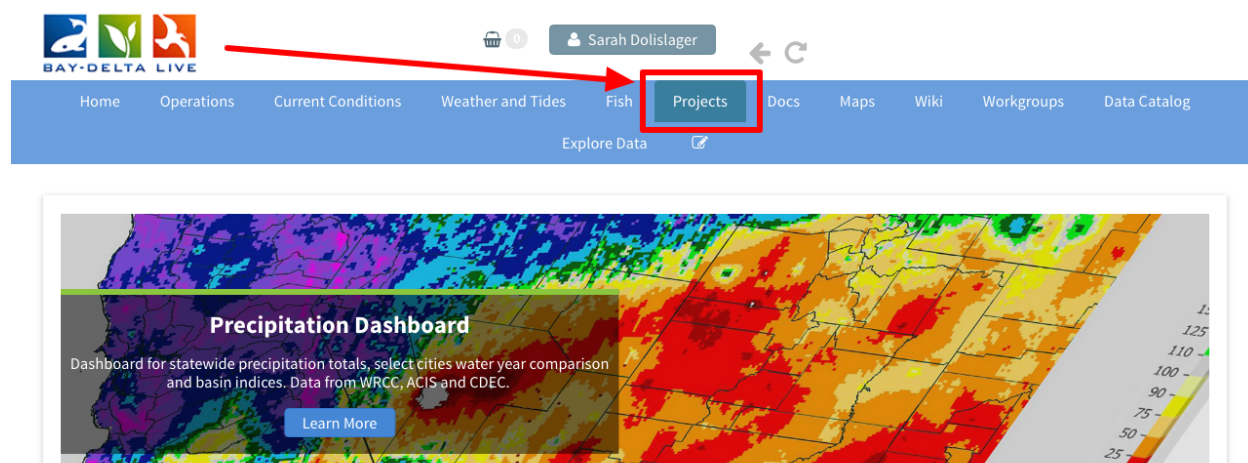 BAY-DELTA LIVE
0
Sarah Dolislager
Home Operations Current Conditions Weather and Tides Fish Projects Docs Maps Wiki Workgroups Data Catalog
Explore Data
Precipitation Dashboard
Dashboard for statewide precipitation totals, select cities water year comparison
and basin indices. Data from WRCC, ACIS and CDEC.
Learn More
125
110
100
90
75
50
25